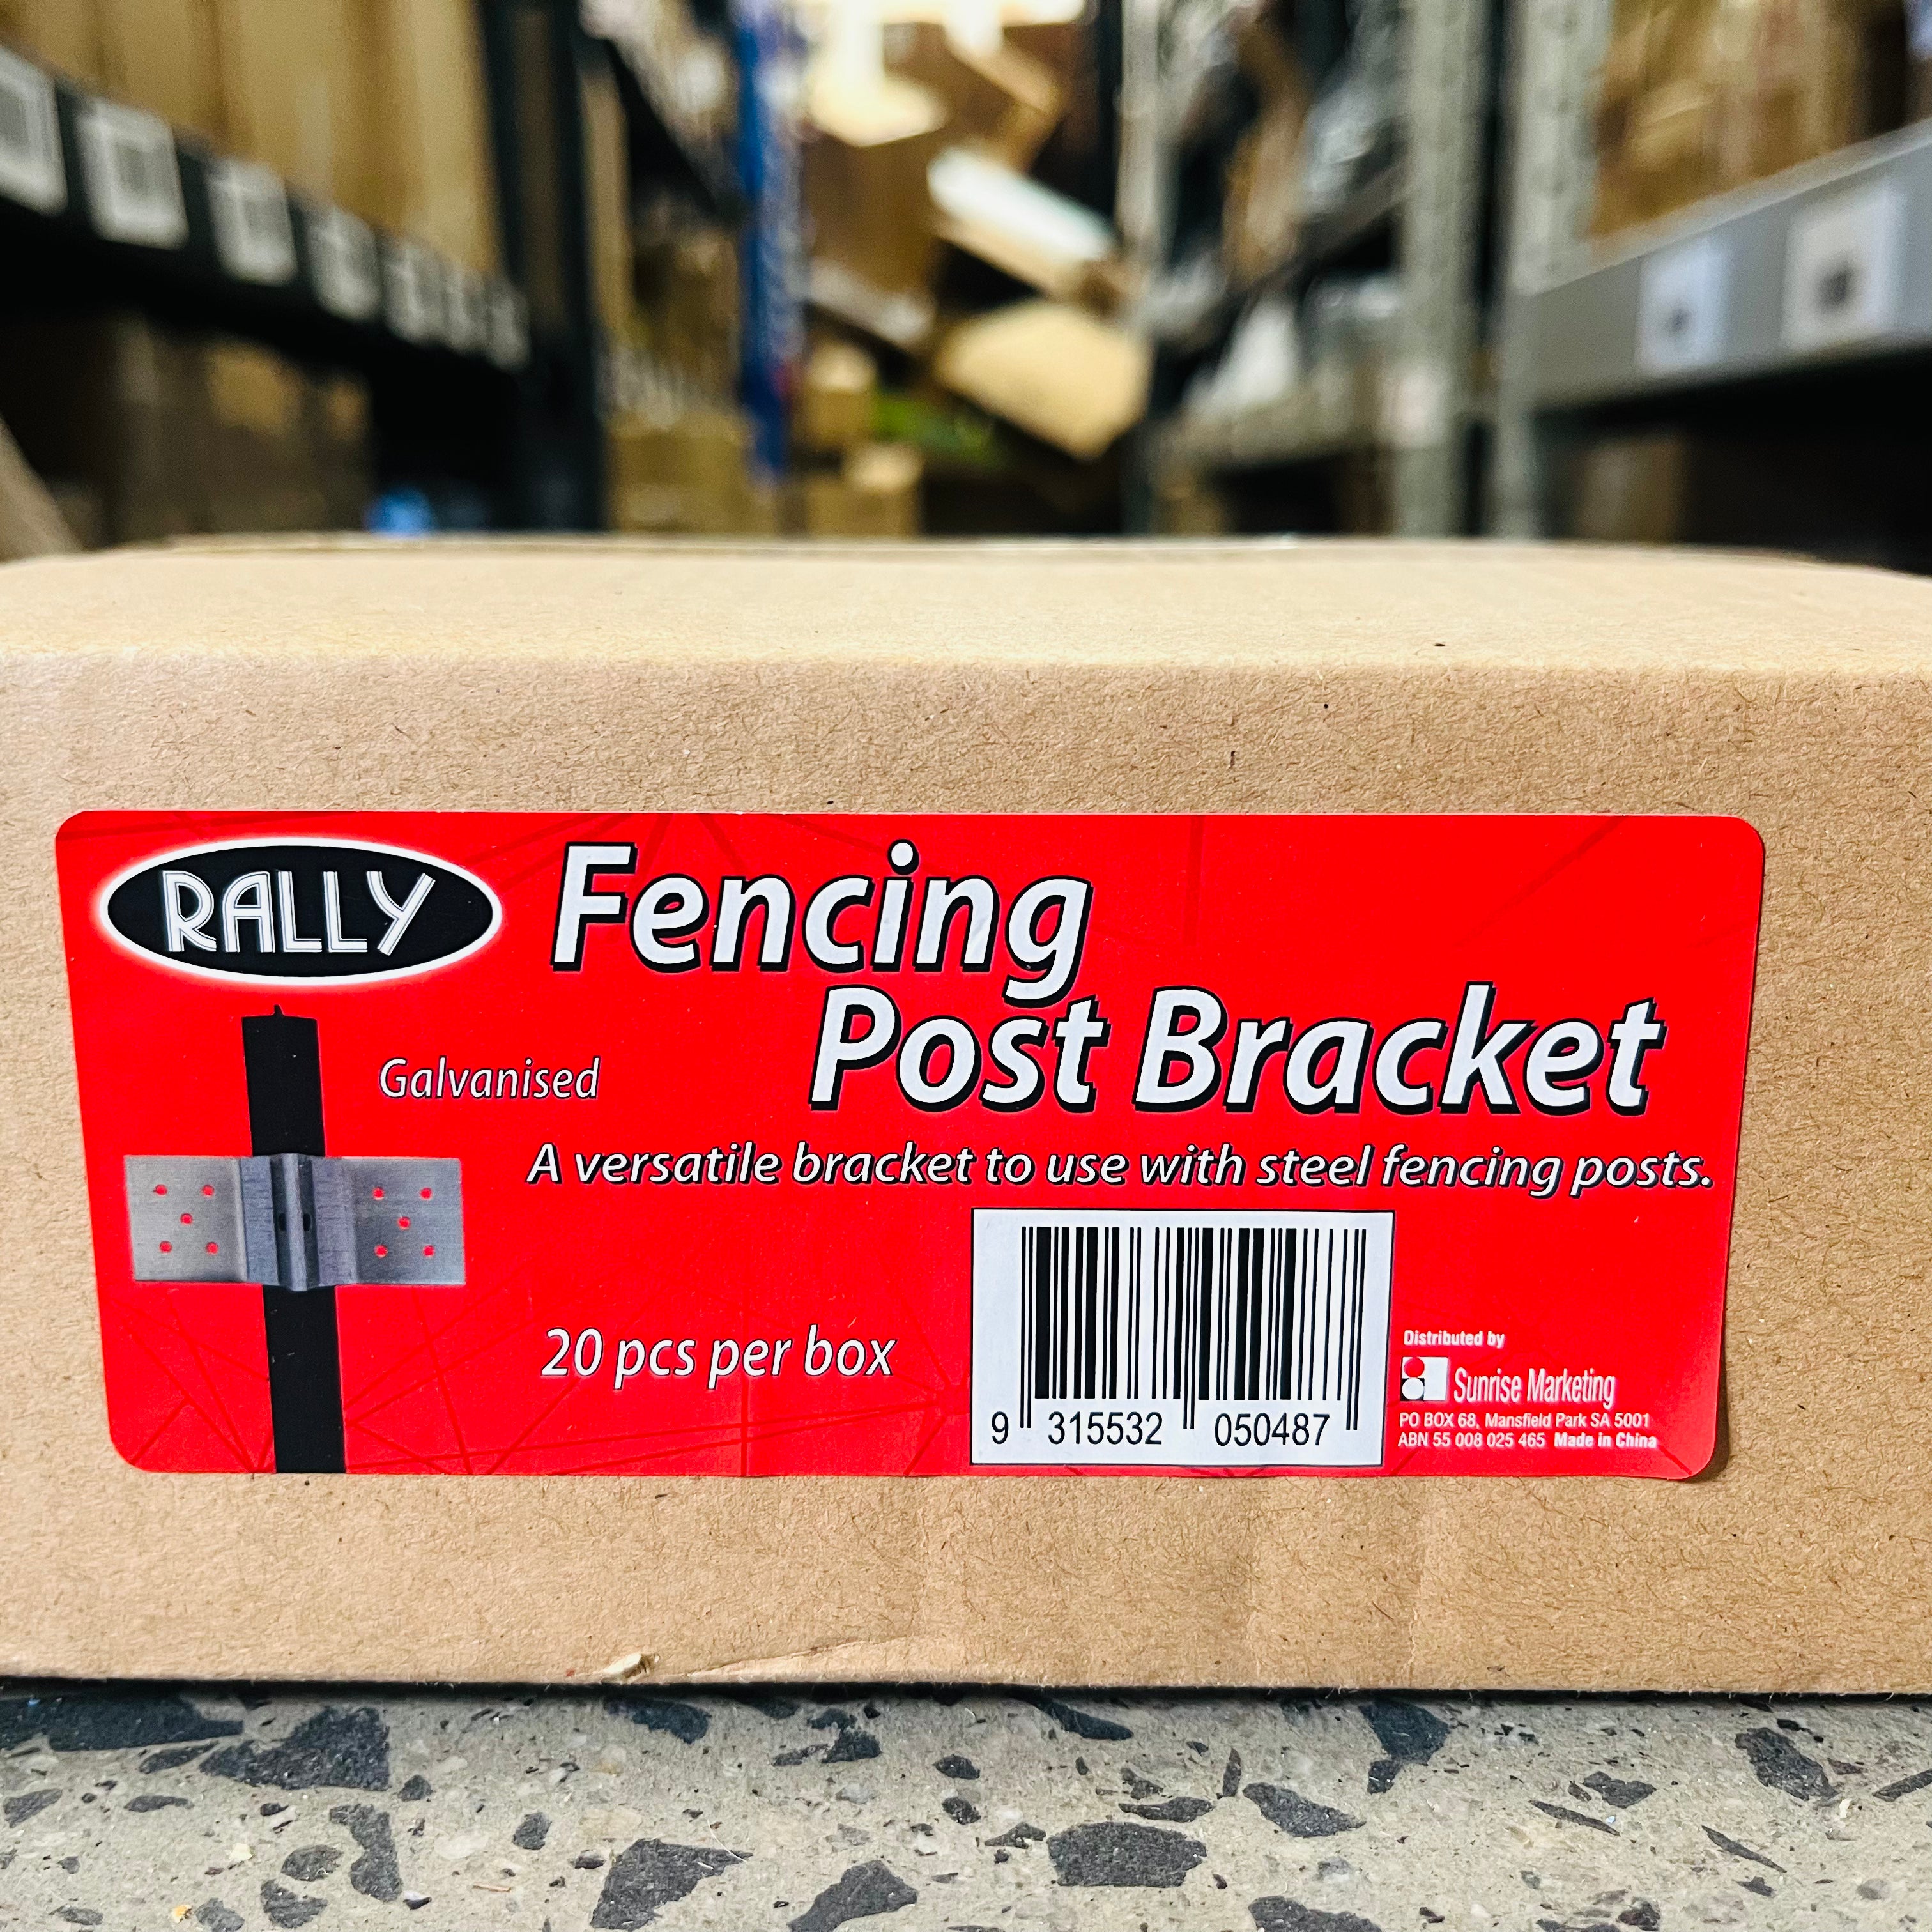 RALLY
Fencing
Post Bracket
Galvanised
A versatile bracket to use with steel fencing posts.
20 pcs per box
9 315532 050487
Distributed by
Sunrise Marketing
PO BOX 68, Mansfield Park SA 5001
ABN 55 008 025 465 Made in China